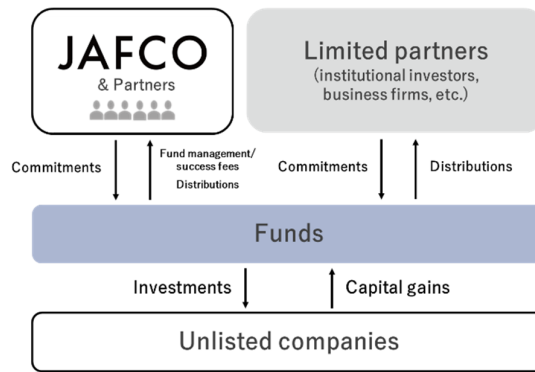 JAFCO
& Partners
Limited partners
(institutional investors,
business firms, etc.)
Commitments
Fund management/
success fees
Distributions
Commitments
Distributions
Funds
Investments
Capital gains
Unlisted companies